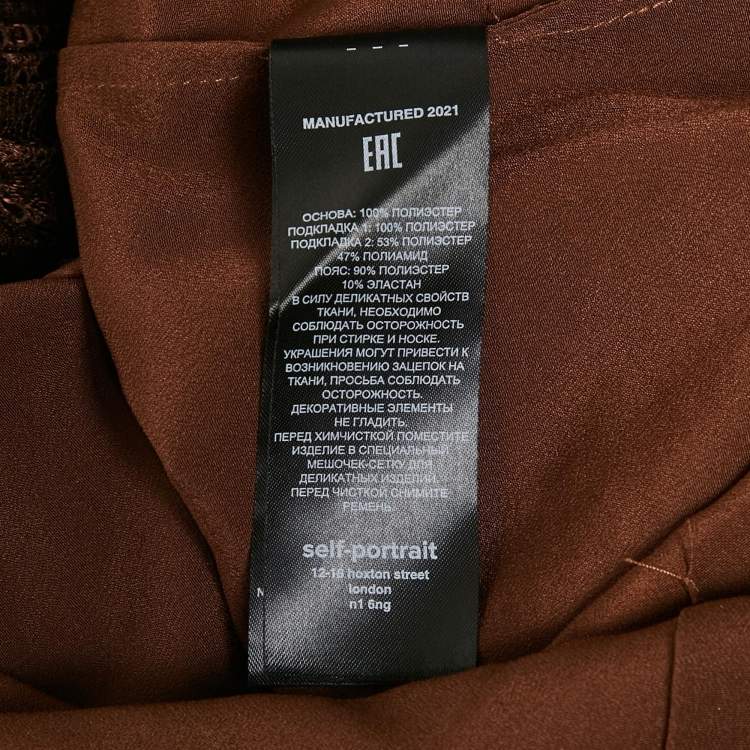 MANUFACTURED 2021
EAC
ОСНОВА: 100% ПОЛИЭСТЕР
ПОДКЛАДКА 1: 100% ПОЛИЭСТЕР
ПОДКЛАДКА 2: 53% ПОЛИЭСТЕР
47% ПОЛИАМИД
ПОЯС: 90% ПОЛИЭСТЕР
10% ЭЛАСТАН
В СИЛУ ДЕЛИКАТНЫХ СВОЙСТВ
ТКАНИ, НЕОБХОДИМО
СОБЛЮДАТЬ ОСТОРОЖНОСТЬ
ПРИ СТИРКЕ И НОСКЕ.
УКРАШЕНИЯ МОГУТ ПРИВЕСТИ К
ВОЗНИКНОВЕНИЮ ЗАЦЕПОК НА
ТКАНИ, ПРОСЬБА СОБЛЮДАТЬ
ОСТОРОЖНОСТЬ.
ДЕКОРАТИВНЫЕ ЭЛЕМЕНТЫ
НЕ ГЛАДИТЬ.
ПЕРЕД ХИМЧИСТКОЙ ПОМЕСТИТЕ
ИЗДЕЛИЕ В СПЕЦИАЛЬНЫЙ
МЕШОЧЕК-СЕТКУ ДЛЯ
ДЕЛИКАТНЫХ ИЗДЕЛИЙ.
ПЕРЕД ЧИСТКОЙ СНИМИТЕ
РЕМЕНЬ.
self-portrait
12-16 hoxton street
london
n1 6ng